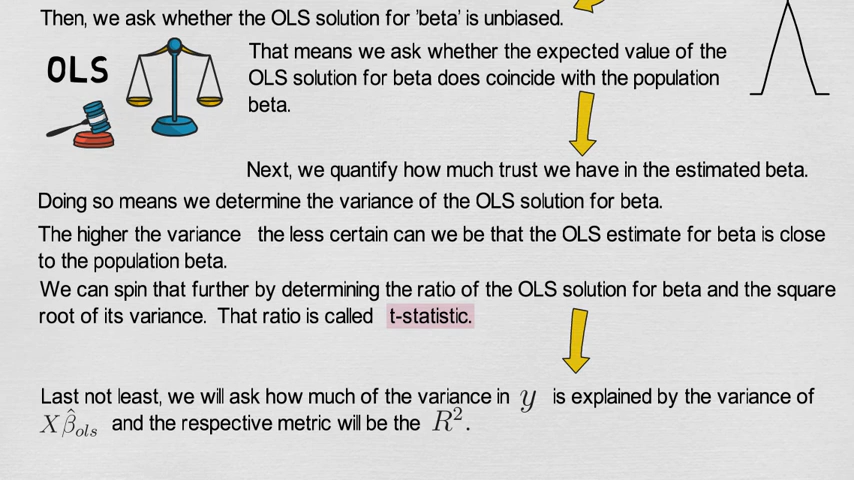 Then, we ask whether the OLS solution for 'beta' is unbiased.
OLS
That means we ask whether the expected value of the
OLS solution for beta does coincide with the population
beta.
Next, we quantify how much trust we have in the estimated beta.
Doing so means we determine the variance of the OLS solution for beta.
The higher the variance the less certain can we be that the OLS estimate for beta is close
to the population beta.
We can spin that further by determining the ratio of the OLS solution for beta and the square
root of its variance. That ratio is called t-statistic.
Last not least, we will ask how much of the variance in y is explained by the variance of
Xβ̂ₒₗₛ and the respective metric will be the R².